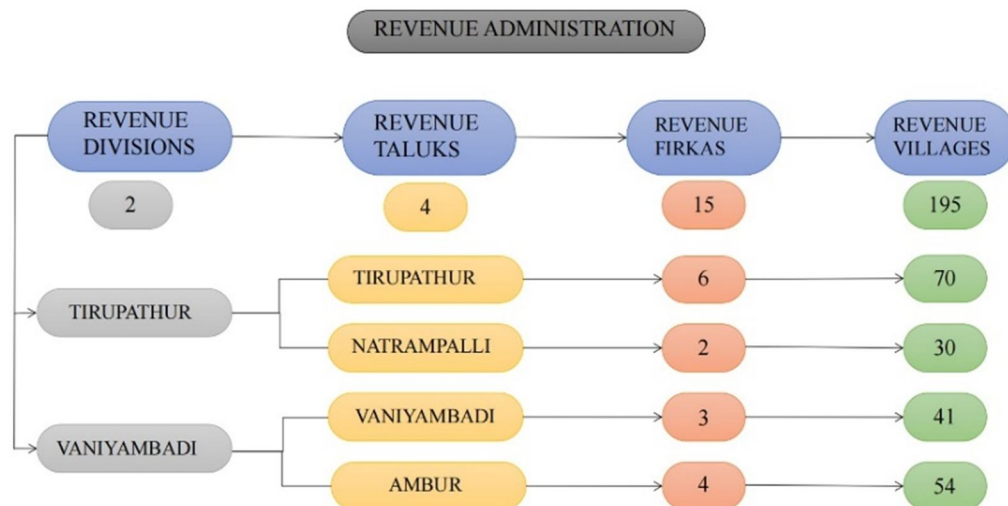 REVENUE ADMINISTRATION
REVENUE
DIVISIONS
REVENUE
TALUKS
REVENUE
FIRKAS
REVENUE
VILLAGES
2
4
15
195
TIRUPATHUR
TIRUPATHUR
6
70
NATRAMPALLI
2
30
VANIYAMBADI
VANIYAMBADI
3
41
AMBUR
4
54